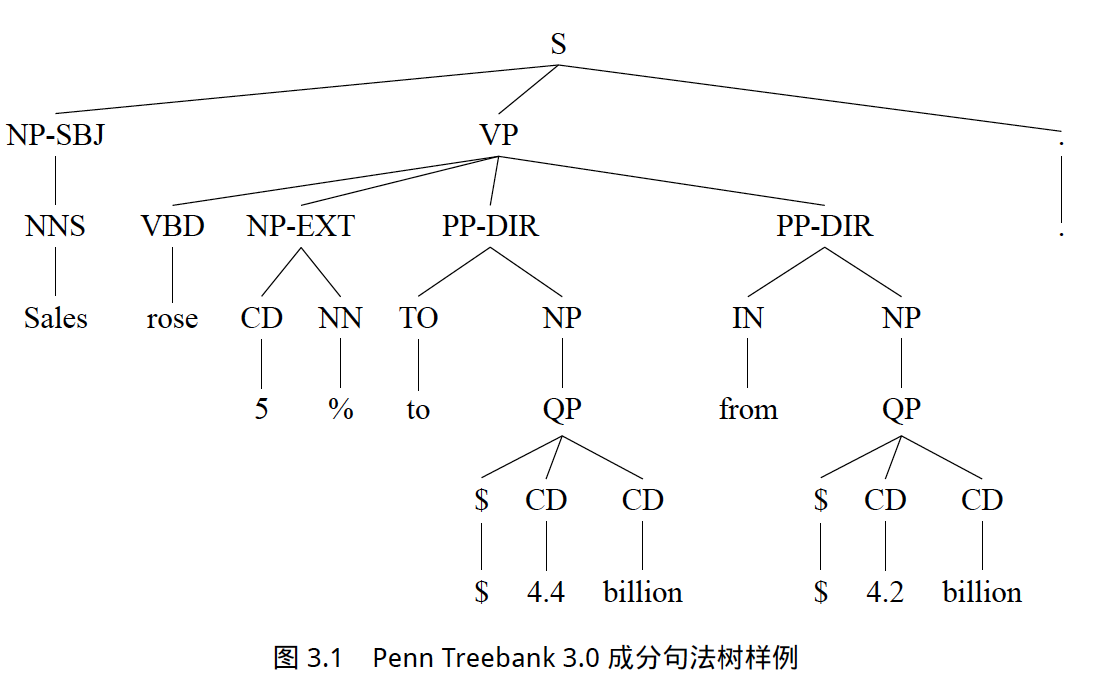 S
NP-SBJ VP .
NNS VBD NP-EXT PP-DIR PP-DIR .
Sales rose CD NN TO NP IN NP
5 % to QP from QP
$ CD CD $ CD CD
$ 4.4 billion $ 4.2 billion
图 3.1 Penn Treebank 3.0 成分句法树样例